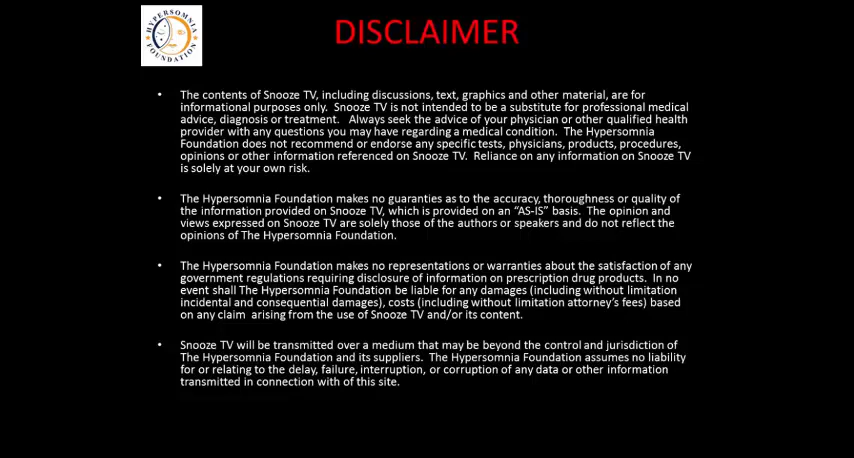 HYPERSOMNIA
FOUNDATION
DISCLAIMER
• The contents of Snooze TV, including discussions, text, graphics and other material, are for
informational purposes only.  Snooze TV is not intended to be a substitute for professional medical
advice, diagnosis or treatment.   Always seek the advice of your physician or other qualified health
provider with any questions you may have regarding a medical condition.  The Hypersomnia
Foundation does not recommend or endorse any specific tests, physicians, products, procedures,
opinions or other information referenced on Snooze TV.  Reliance on any information on Snooze TV
is solely at your own risk.
• The Hypersomnia Foundation makes no guaranties as to the accuracy, thoroughness or quality of
the information provided on Snooze TV, which is provided on an “AS-IS” basis.  The opinion and
views expressed on Snooze TV are solely those of the authors or speakers and do not reflect the
opinions of The Hypersomnia Foundation.
• The Hypersomnia Foundation makes no representations or warranties about the satisfaction of any
government regulations requiring disclosure of information on prescription drug products.  In no
event shall The Hypersomnia Foundation be liable for any damages (including without limitation
incidental and consequential damages), costs (including without limitation attorney’s fees) based
on any claim  arising from the use of Snooze TV and/or its content.
• Snooze TV will be transmitted over a medium that may be beyond the control and jurisdiction of
The Hypersomnia Foundation and its suppliers.  The Hypersomnia Foundation assumes no liability
for or relating to the delay, failure, interruption, or corruption of any data or other information
transmitted in connection with of this site.